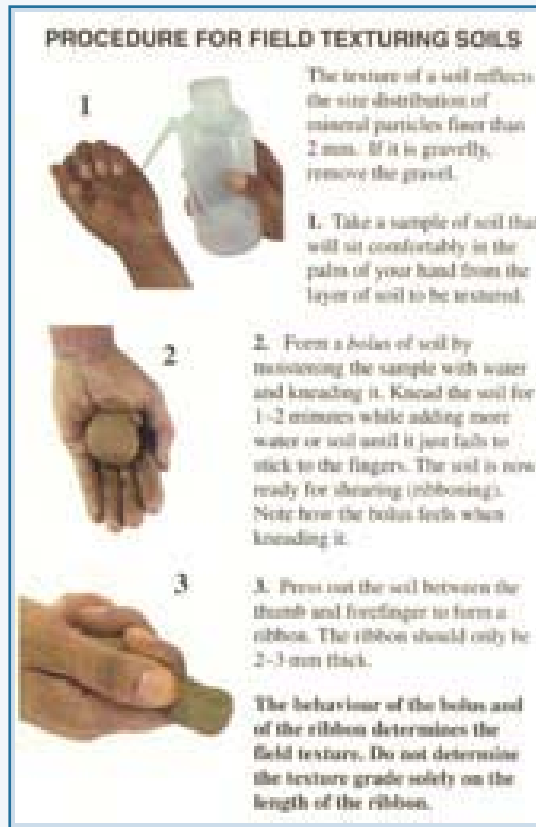 PROCEDURE FOR FIELD TEXTURING SOILS
The texture of a soil reflects
the size distribution of
mineral particles finer than
2 mm. If it is gravelly,
remove the gravel.
1
1. Take a sample of soil that
will sit comfortably in the
palm of your hand from the
layer of soil to be textured.
2
2. Form a bolus of soil by
moistening the sample with water
and kneading it. Knead the soil for
1-2 minutes while adding more
water or soil until it just fails to
stick to the fingers. The soil is now
ready for shearing (ribboning).
Note how the bolus feels when
kneading it.
3
3. Press out the soil between the
thumb and forefinger to form a
ribbon. The ribbon should only be
2-3 mm thick.
The behaviour of the bolus and
of the ribbon determines the
field texture. Do not determine
the texture grade solely on the
length of the ribbon.